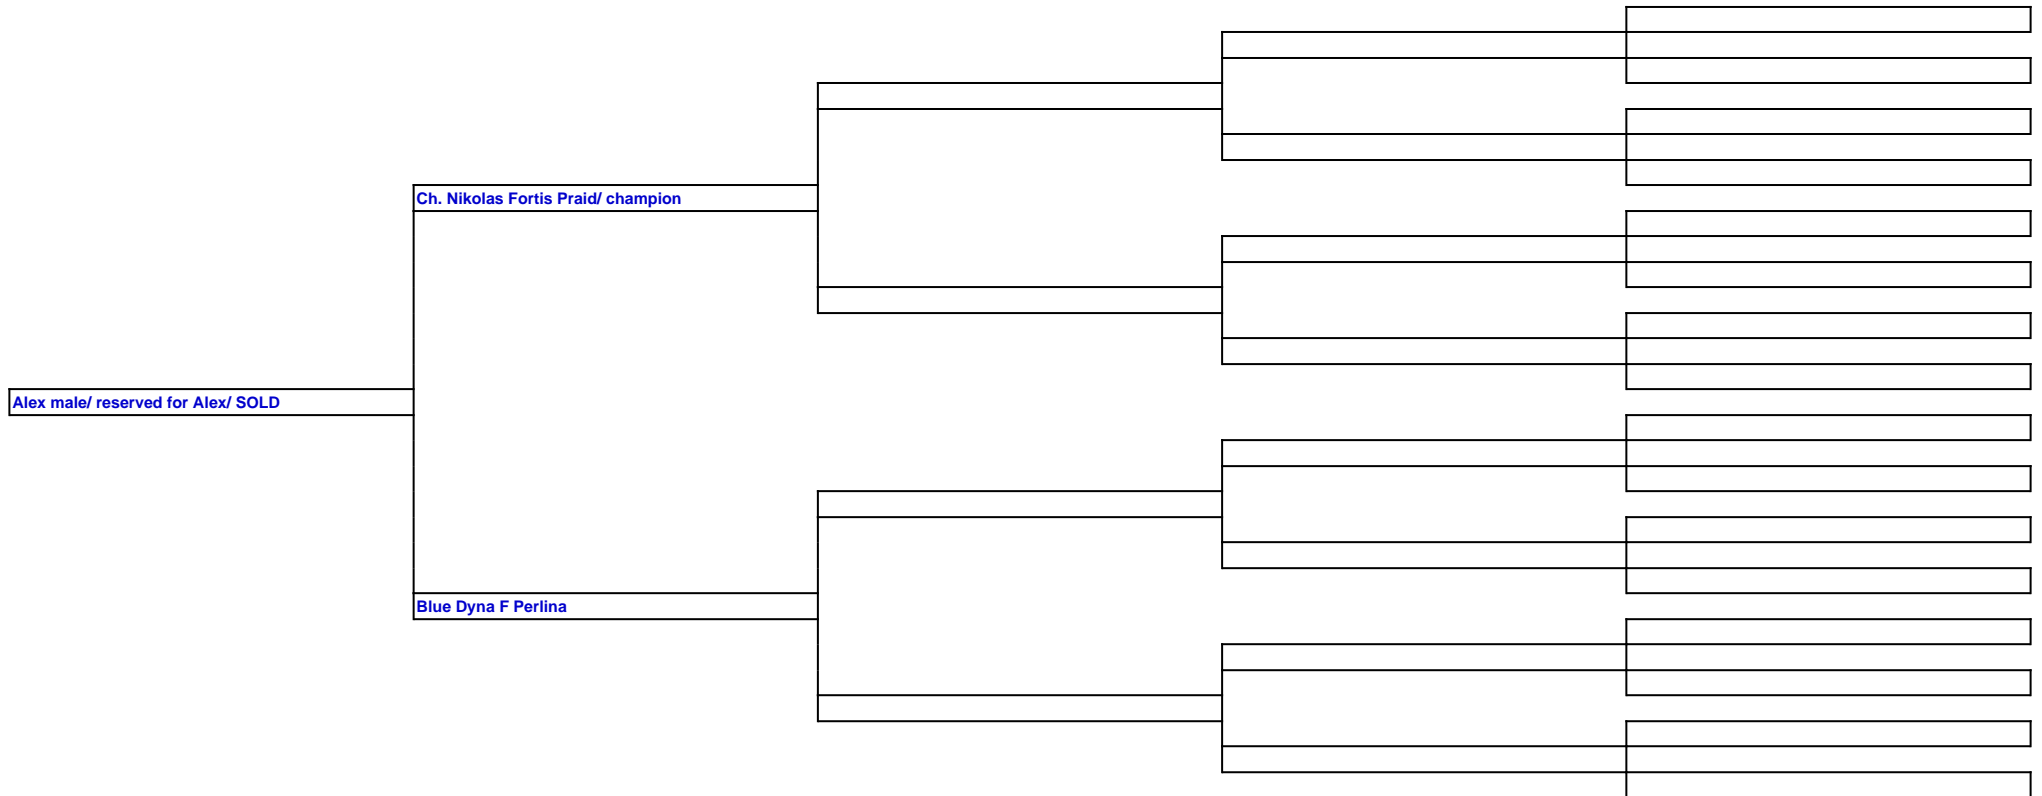 Ch. Nikolas Fortis Praid/ champion
Alex male/ reserved for Alex/ SOLD
Blue Dyna F Perlina